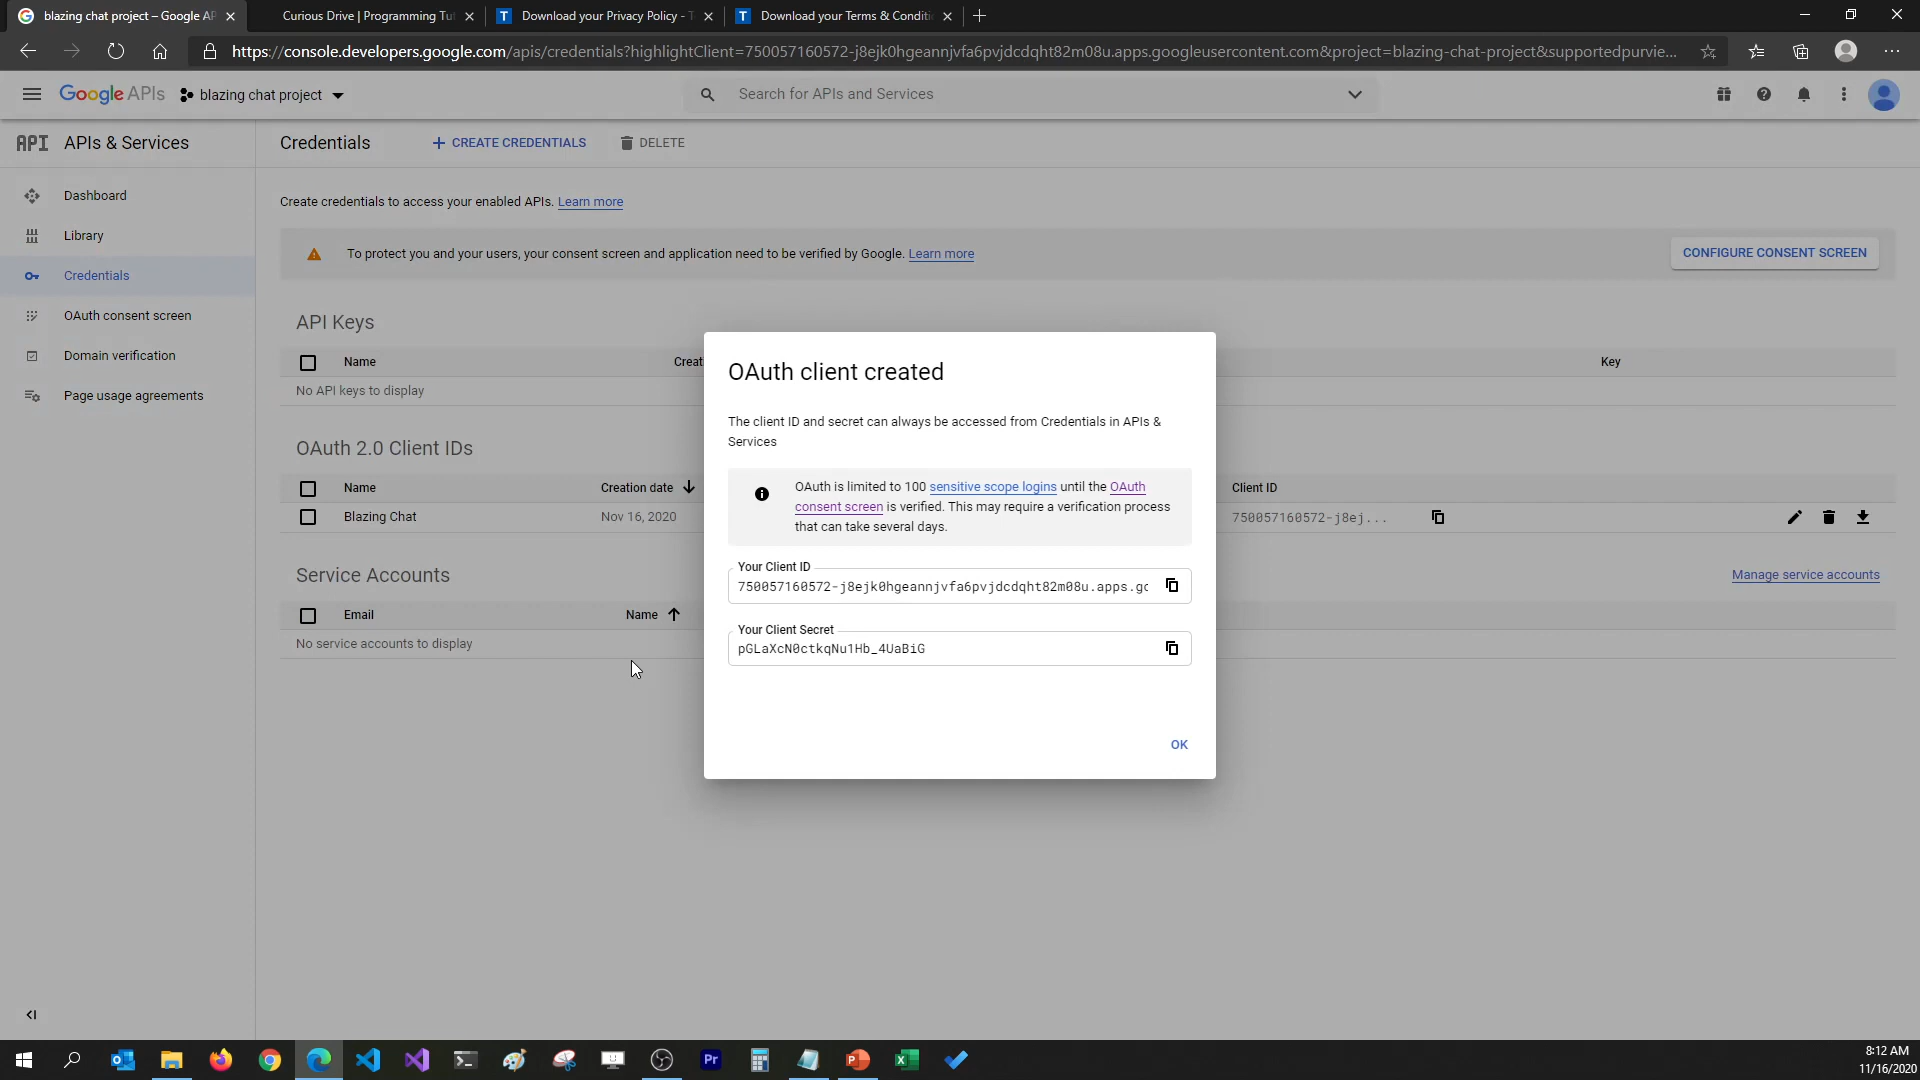 blazing chat project – Google AP
Curious Drive | Programming Tut
Download your Privacy Policy - T
Download your Terms & Conditi
https://console.developers.google.com/apis/credentials?highlightClient=750057160572-j8ejk0hgeannjvfa6pvjdcdqht82m08u.apps.googleusercontent.com&project=blazing-chat-project&supportedpurvie...
Google APIs
blazing chat project
Search for APIs and Services
API APIs & Services
Credentials
CREATE CREDENTIALS
DELETE
Dashboard
Library
Credentials
OAuth consent screen
Domain verification
Page usage agreements
Create credentials to access your enabled APIs. Learn more
To protect you and your users, your consent screen and application need to be verified by Google. Learn more
CONFIGURE CONSENT SCREEN
API Keys
Name
Creati
Key
No API keys to display
OAuth 2.0 Client IDs
Name
Creation date
Client ID
Blazing Chat
Nov 16, 2020
750057160572-j8ej...
Service Accounts
Manage service accounts
Email
Name
No service accounts to display
OAuth client created
The client ID and secret can always be accessed from Credentials in APIs &
Services
OAuth is limited to 100 sensitive scope logins until the OAuth
consent screen is verified. This may require a verification process
that can take several days.
Your Client ID
750057160572-j8ejk0hgeannjvfa6pvjdcdqht82m08u.apps.gc
Your Client Secret
pGLaXcN0ctkqNu1Hb_4UaBiG
OK
8:12 AM
11/16/2020